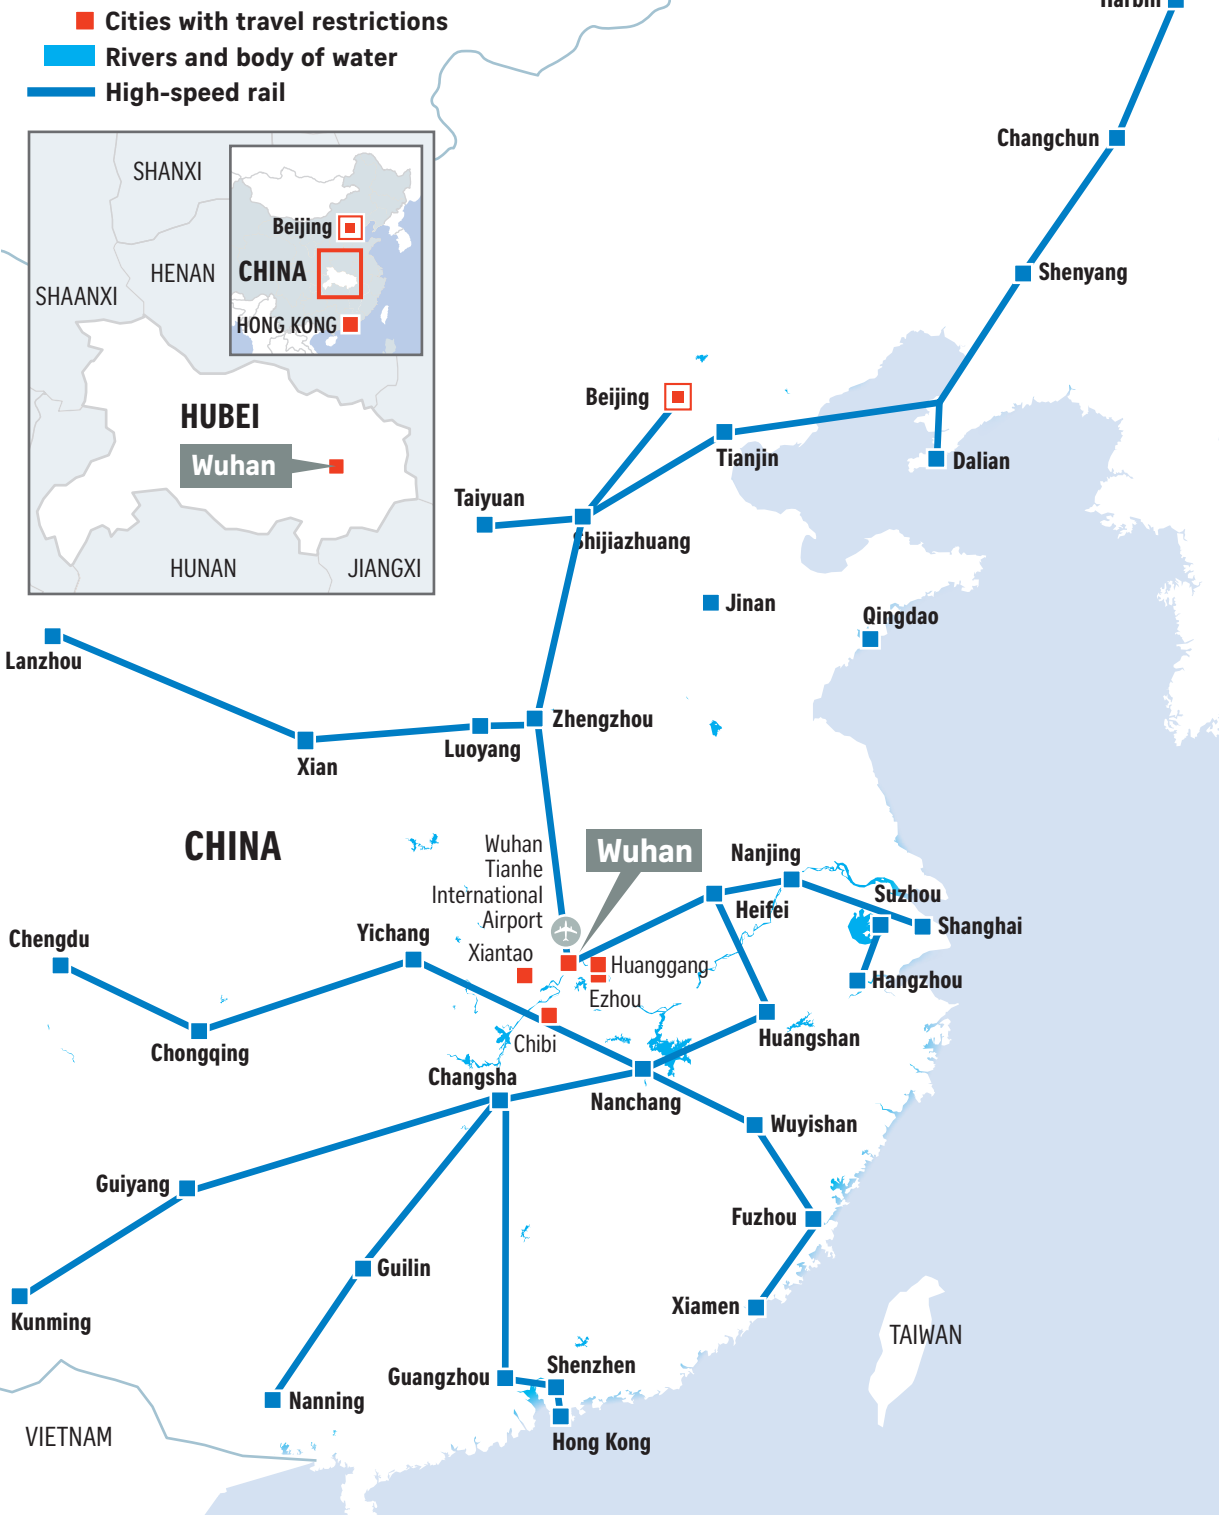 Harbin
Cities with travel restrictions
Rivers and body of water
High-speed rail
Changchun
SHANXI
Beijing
HENAN
CHINA
SHAANXI
HONG KONG
Shenyang
HUBEI
Wuhan
HUNAN
JIANGXI
Beijing
Tianjin
Dalian
Taiyuan
Shijiazhuang
Jinan
Qingdao
Lanzhou
Zhengzhou
Luoyang
Xian
CHINA
Wuhan
Tianhe
International
Airport
Wuhan
Nanjing
Suzhou
Heifei
Shanghai
Chengdu
Yichang
Xiantao
Huanggang
Hangzhou
Ezhou
Chongqing
Chibi
Huangshan
Changsha
Nanchang
Wuyishan
Guiyang
Fuzhou
Guilin
Xiamen
Kunming
TAIWAN
Shenzhen
Guangzhou
Nanning
VIETNAM
Hong Kong